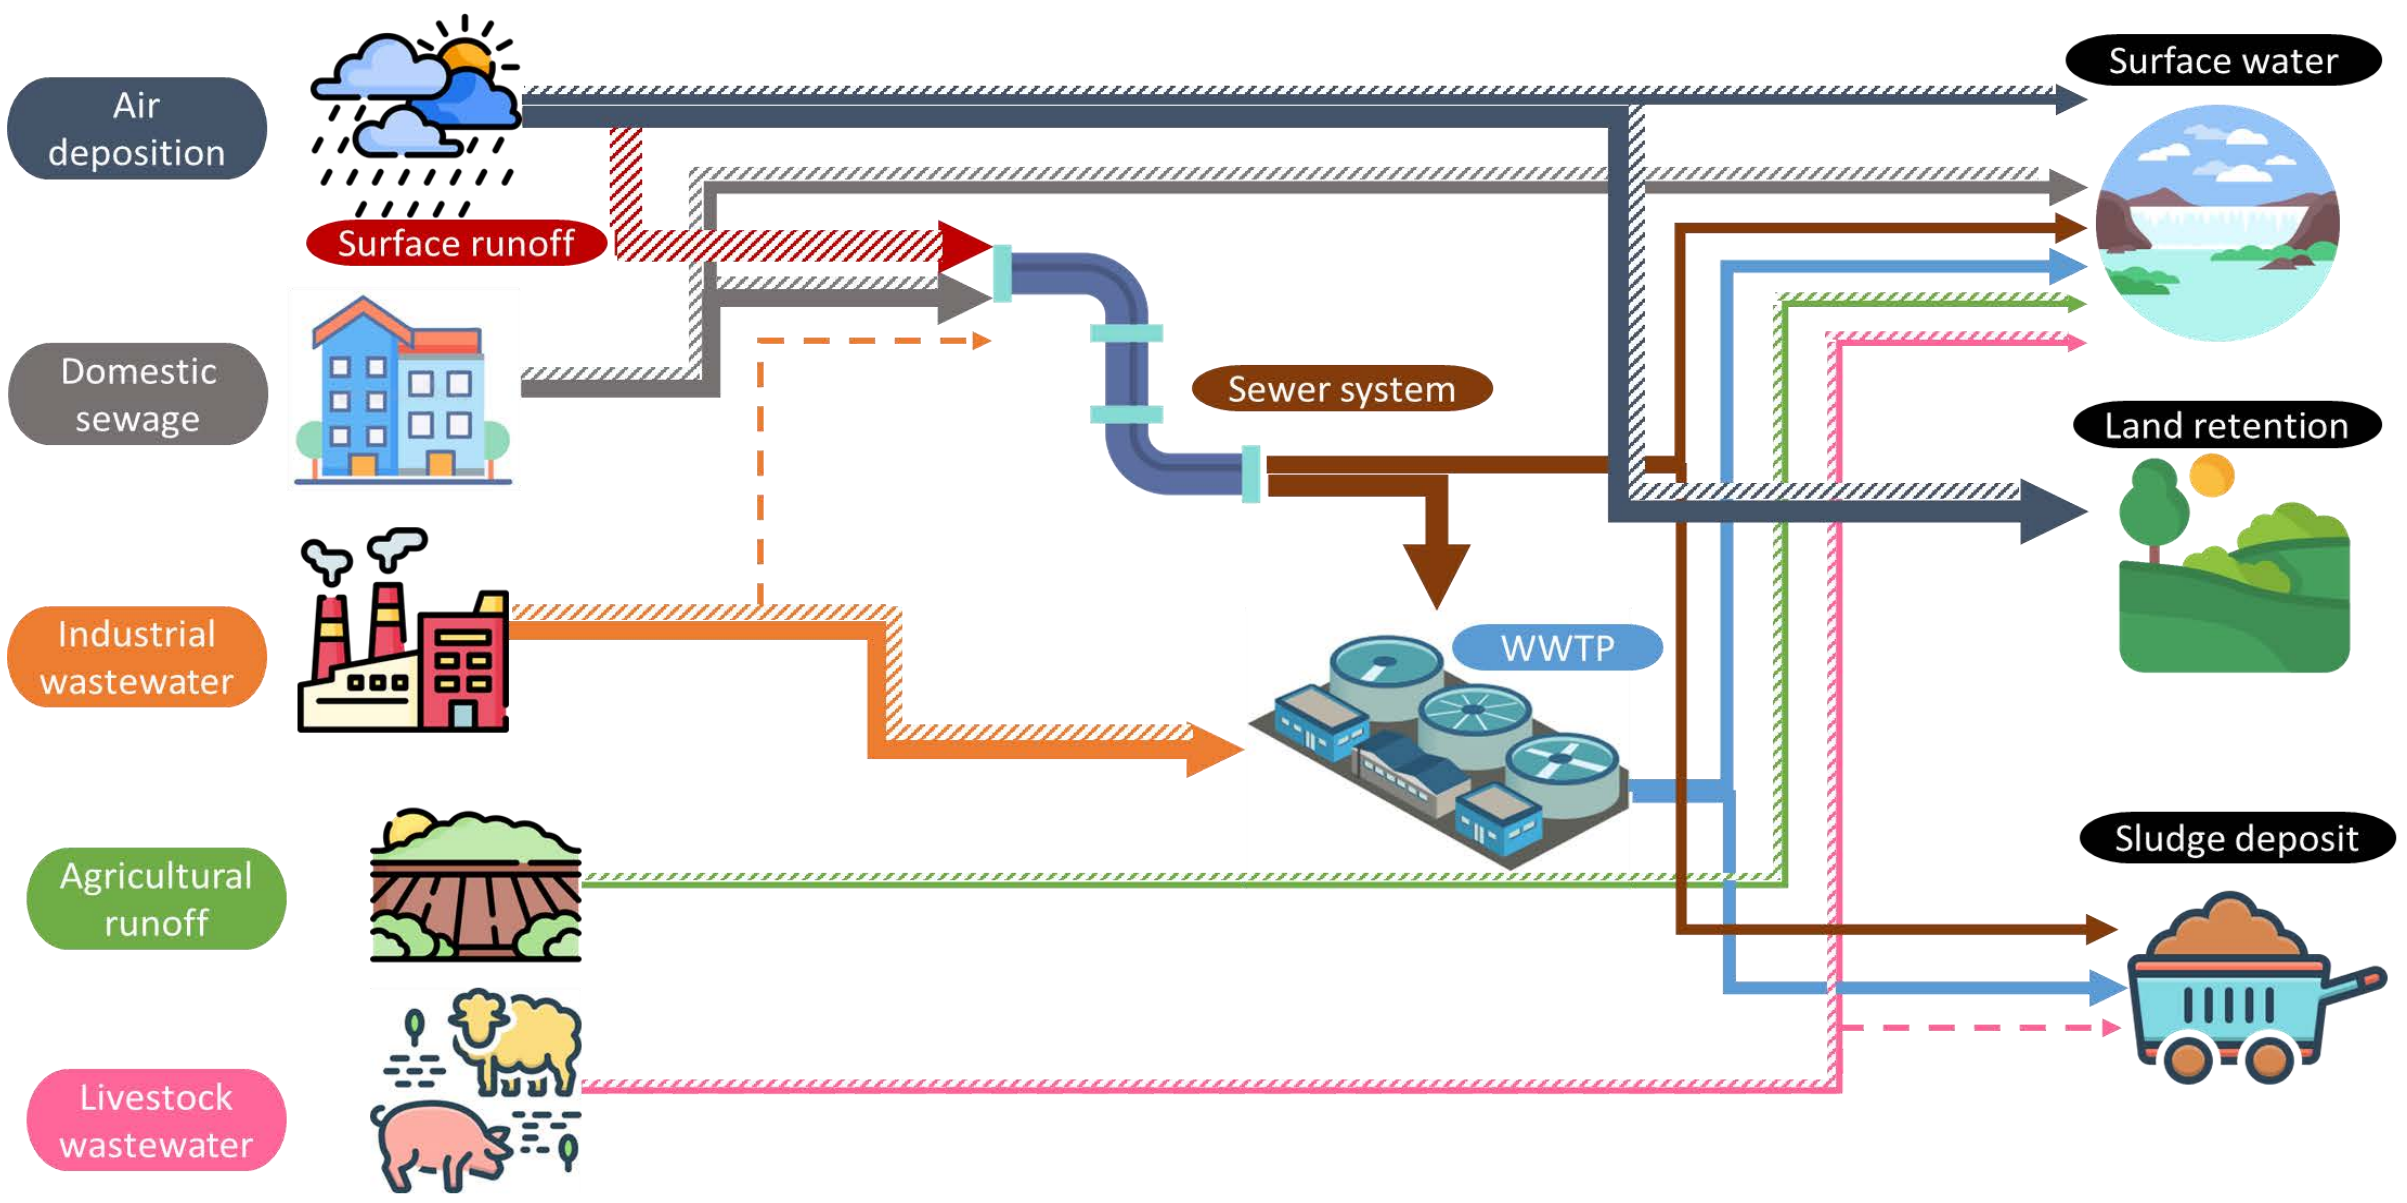 Air
deposition
Surface runoff
Domestic
sewage
Industrial
wastewater
Agricultural
runoff
Livestock
wastewater
Sewer system
WWTP
Surface water
Land retention
Sludge deposit